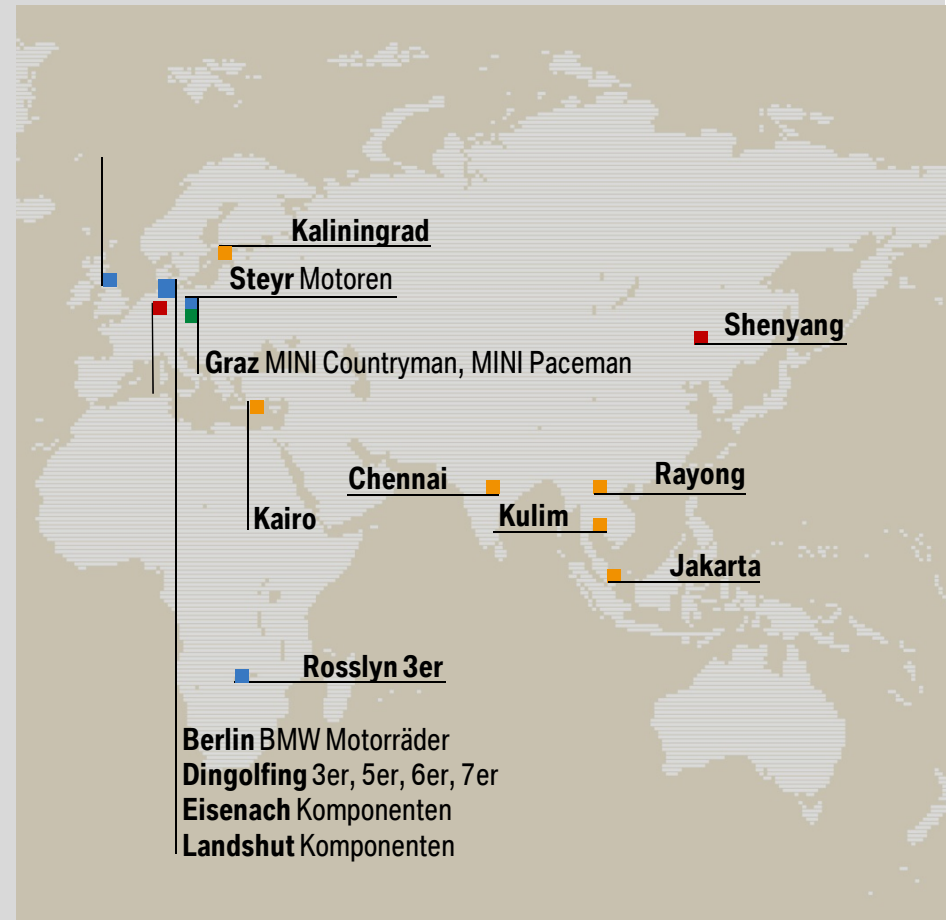 Kaliningrad
Steyr Motoren
Shenyang
Graz MINI Countryman, MINI Paceman
Chennai
Rayong
Kulim
Kairo
Jakarta
Rosslyn 3er
Berlin BMW Motorräder
Dingolfing 3er, 5er, 6er, 7er
Eisenach Komponenten
Landshut Komponenten